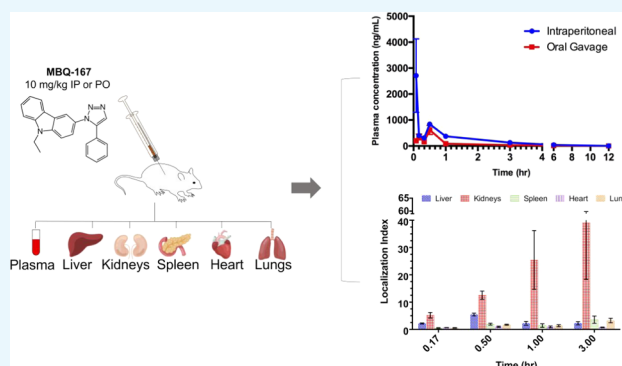 MBQ-167
10 mg/kg IP or PO
N=N
N
N
Plasma Liver Kidneys Spleen Heart Lungs
Plasma concentration (ng/mL)
5000
4000
3000
2000
1000
0
Intraperitoneal
Oral Gavage
0 1 2 3 4 6 8 10 12
Time (hr)
Liver Kidneys Spleen Heart
Localization Index
65
60
40
30
20
10
0
0.17 0.50 1.00 3.00
Time (hr)